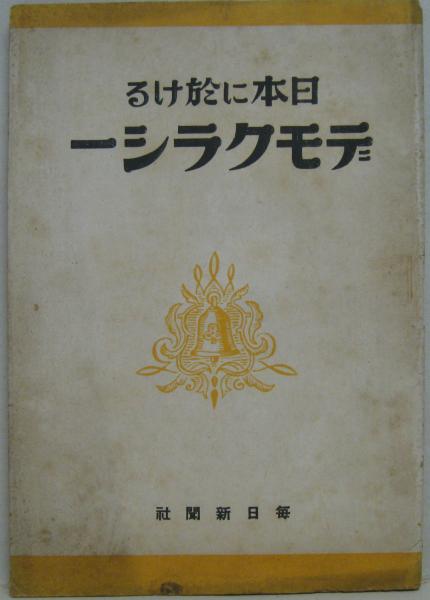 日本に於ける
デモクラシー
毎日新聞社